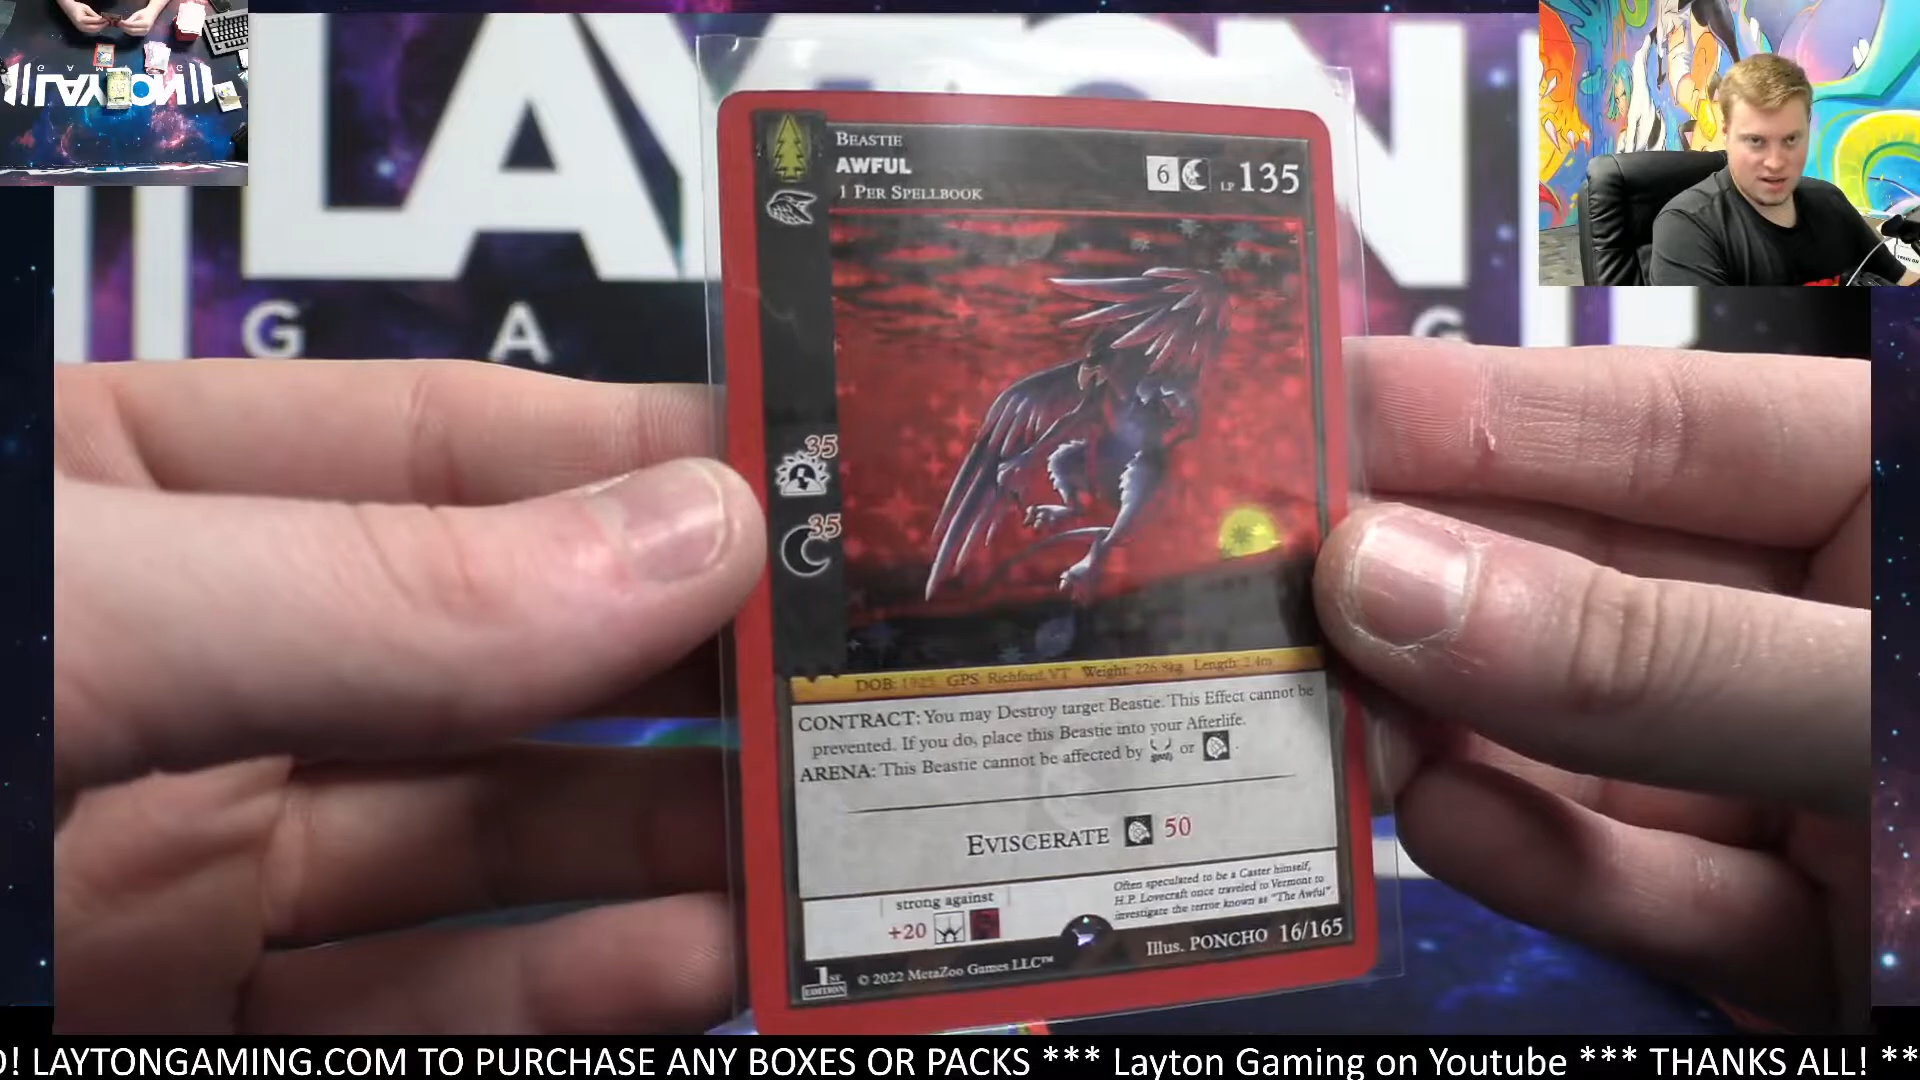 LAYTON
G A G
BEASTIE
AWFUL
1 PER SPELLBOOK
6
LP 135
35
35
DOB: 1925 GPS: Richford, VT Weight: 226.8kg Length: 2.4m
CONTRACT: You may Destroy target Beastie. This Effect cannot be
prevented. If you do, place this Beastie into your Afterlife.
ARENA: This Beastie cannot be affected by or .
EVISCERATE 50
strong against
+20
Often speculated to be a Caster himself,
H.P. Lovecraft once traveled to Vermont to
investigate the terror known as "The Awful".
Illus. PONCHO 16/165
1ST EDITION © 2022 MetaZoo Games LLC™
! LAYTONGAMING.COM TO PURCHASE ANY BOXES OR PACKS *** Layton Gaming on Youtube *** THANKS ALL! **